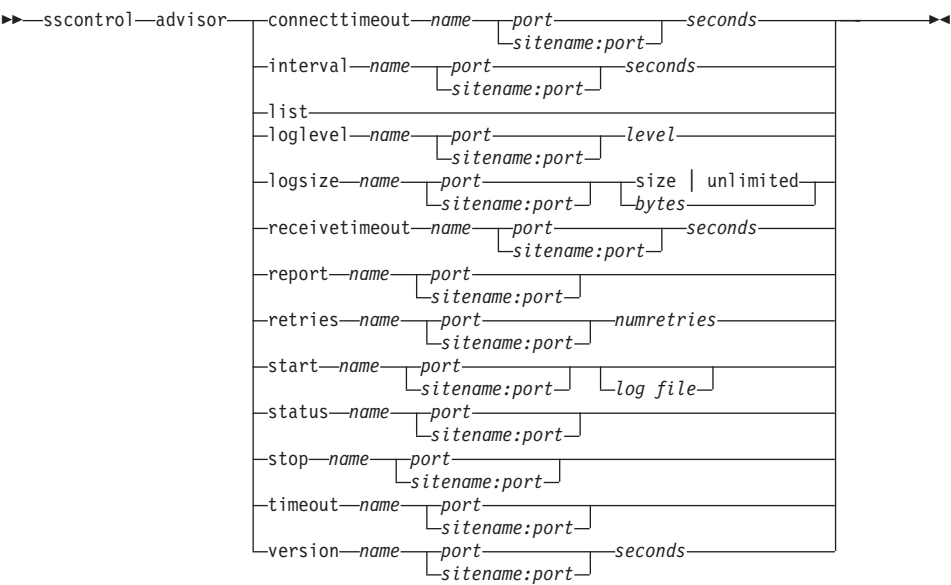 sscontrol advisor connecttimeout name port seconds
sitename:port
interval name port seconds
sitename:port
list
loglevel name port level
sitename:port
logsize name port size | unlimited
sitename:port bytes
receivetimeout name port seconds
sitename:port
report name port
sitename:port
retries name port numretries
sitename:port
start name port
sitename:port log file
status name port
sitename:port
stop name port
sitename:port
timeout name port
sitename:port
version name port seconds
sitename:port